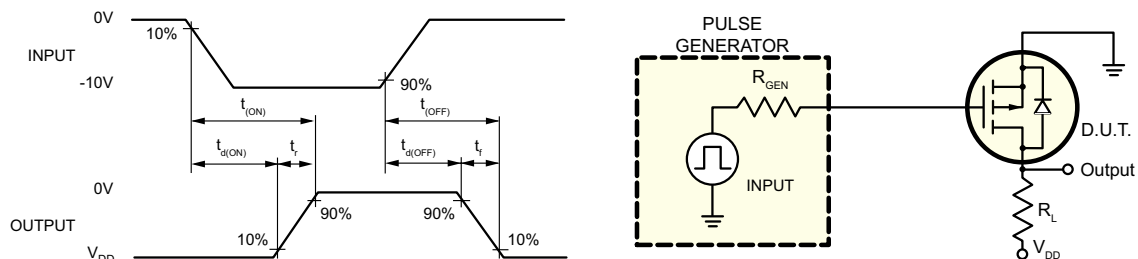 0V
10%
INPUT
-10V
90%
t(ON)
t(OFF)
td(ON)
tr
td(OFF)
tf
0V
90%
90%
OUTPUT
10%
10%
VDD
PULSE
GENERATOR
RGEN
INPUT
D.U.T.
Output
RL
VDD